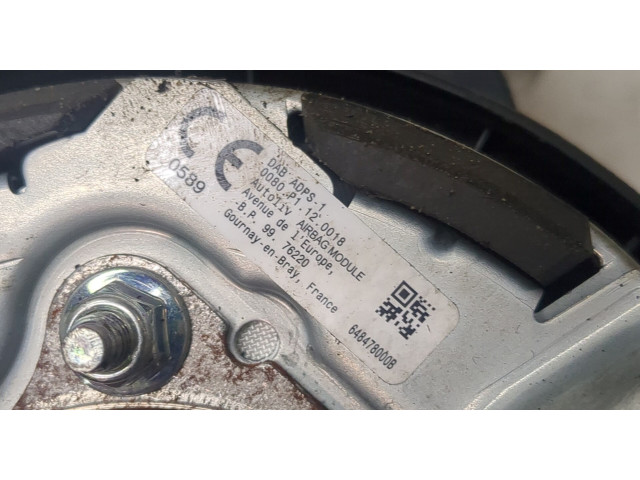 CE
0589
DAB ADPS.1
0080.P1.12.0018
Autoliv AIRBAG MODULE
Avenue de l'Europe,
B.P. 99. 76220
Gournay-en-Bray, France
648478000B